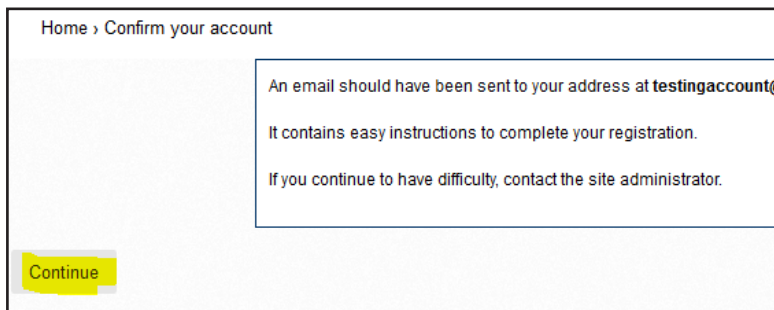 Home › Confirm your account
An email should have been sent to your address at testingaccount@
It contains easy instructions to complete your registration.
If you continue to have difficulty, contact the site administrator.
Continue